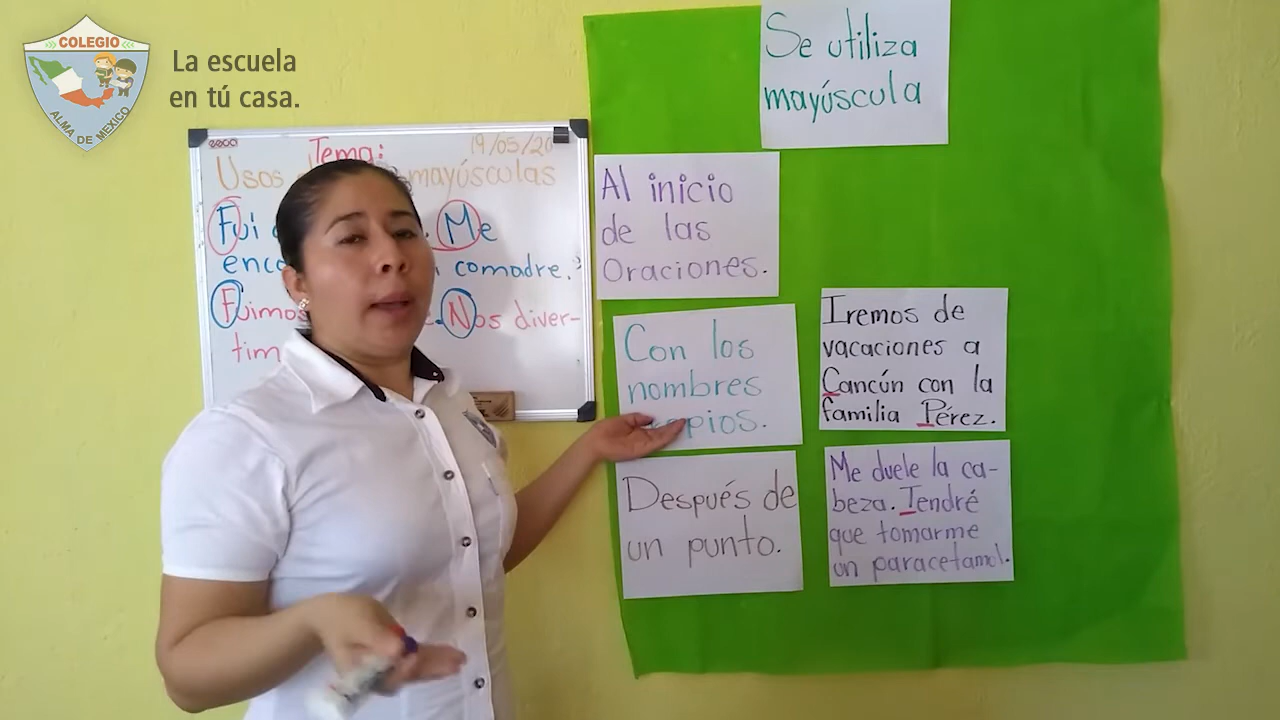 COLEGIO
ALMA DE MEXICO
La escuela
en tú casa.
Tema:
19/05/20
Usos mayúsculas
Fui Me
comadre.
Fuimos Nos diver-
tim
Se utiliza
mayúscula
Al inicio
de las
Oraciones.
Con los
nombres
Después de
un punto.
Iremos de
vacaciones a
Cancún con la
familia Pérez.
Me duele la ca-
beza. Tendré
que tomarme
un paracetamol.